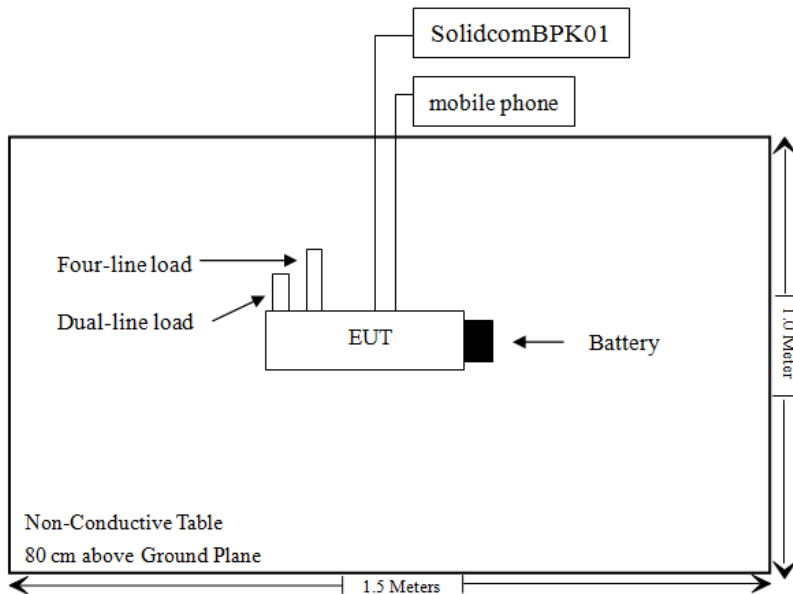 SolidcomBPK01
mobile phone
Four-line load
Dual-line load
EUT
Battery
1.0 Meter
Non-Conductive Table
80 cm above Ground Plane
1.5 Meters